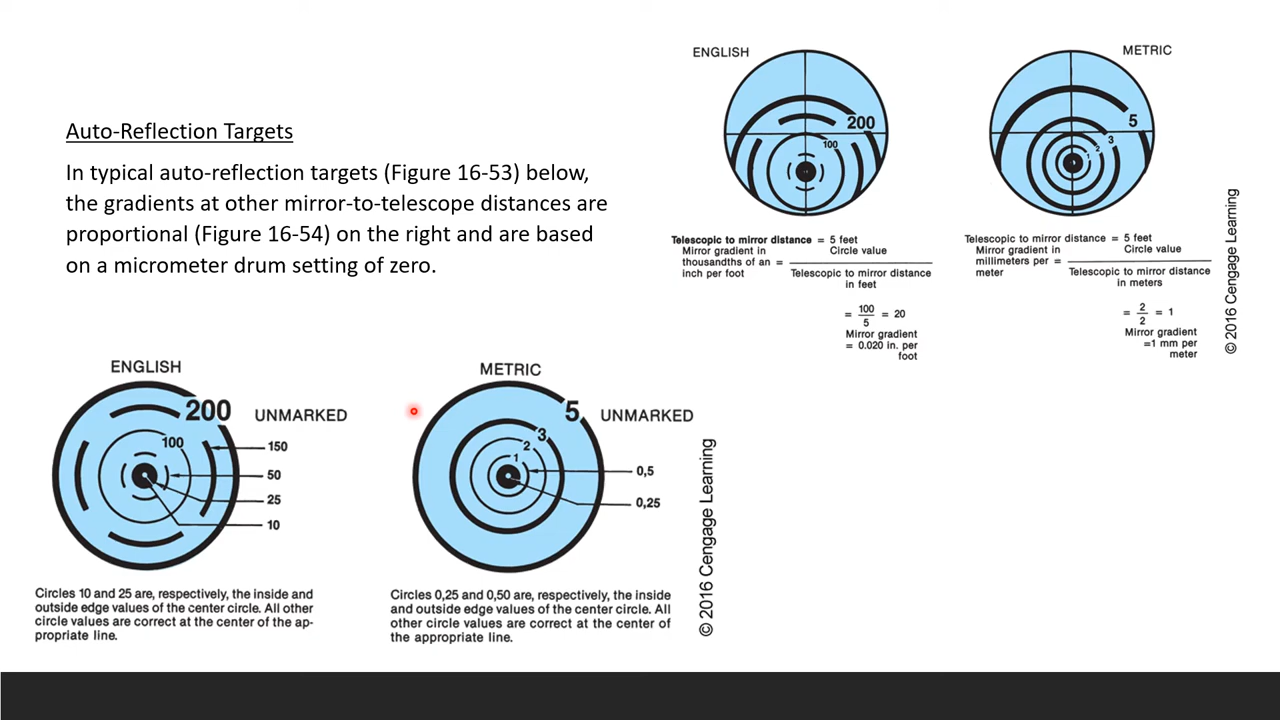 Auto-Reflection Targets
In typical auto-reflection targets (Figure 16-53) below,
the gradients at other mirror-to-telescope distances are
proportional (Figure 16-54) on the right and are based
on a micrometer drum setting of zero.
ENGLISH
200
100
Telescopic to mirror distance = 5 feet
Mirror gradient in
thousandths of an
inch per foot
=
Circle value
Telescopic to mirror distance
in feet
= 100/5 = 20
Mirror gradient
= 0.020 in. per
foot
METRIC
5
3
2
1
Telescopic to mirror distance = 5 feet
Mirror gradient in
millimeters per
meter
=
Circle value
Telescopic to mirror distance
in meters
= 2/2 = 1
Mirror gradient
=1 mm per
meter
© 2016 Cengage Learning
ENGLISH
200
UNMARKED
100
150
50
25
10
Circles 10 and 25 are, respectively, the inside and
outside edge values of the center circle. All other
circle values are correct at the center of the ap-
propriate line.
METRIC
5
UNMARKED
3
2
1
0,5
0,25
Circles 0,25 and 0,50 are, respectively, the inside
and outside edge values of the center circle. All
other circle values are correct at the center of
the appropriate line.
© 2016 Cengage Learning